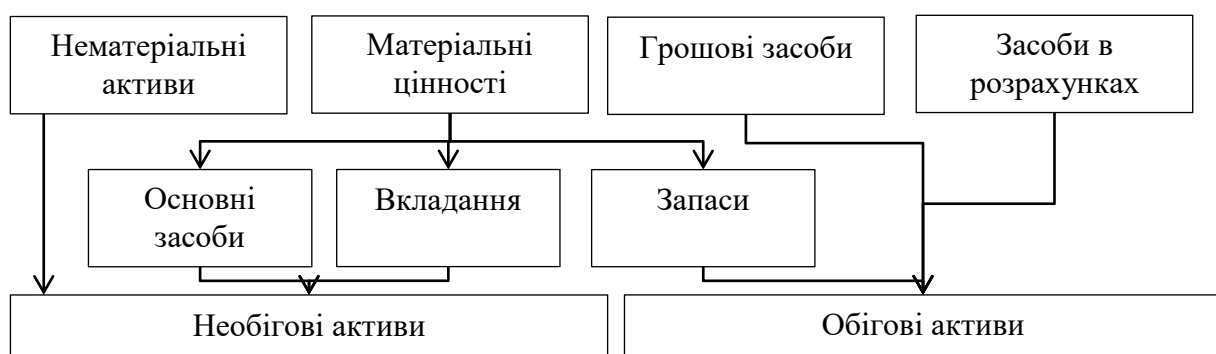 Нематеріальні
активи
Матеріальні
цінності
Грошові засоби
Засоби в
розрахунках
Основні
засоби
Вкладання
Запаси
Необігові активи
Обігові активи